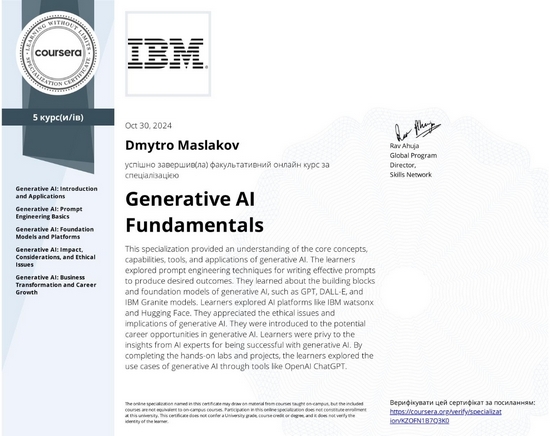 LEARNING WITHOUT LIMITS
coursera
SPECIALIZATION CERTIFICATE
5 курс(и/ів)
Generative AI: Introduction
and Applications
Generative AI: Prompt
Engineering Basics
Generative AI: Foundation
Models and Platforms
Generative AI: Impact,
Considerations, and Ethical
Issues
Generative AI: Business
Transformation and Career
Growth
IBM
Oct 30, 2024
Dmytro Maslakov
успішно завершив(ла) факультативний онлайн курс за
спеціалізацією
Generative AI
Fundamentals
This specialization provided an understanding of the core concepts,
capabilities, tools, and applications of generative AI. The learners
explored prompt engineering techniques for writing effective prompts
to produce desired outcomes. They learned about the building blocks
and foundation models of generative AI, such as GPT, DALL-E, and
IBM Granite models. Learners explored AI platforms like IBM watsonx
and Hugging Face. They appreciated the ethical issues and
implications of generative AI. They were introduced to the potential
career opportunities in generative AI. Learners were privy to the
insights from AI experts for being successful with generative AI. By
completing the hands-on labs and projects, the learners explored the
use cases of generative AI through tools like OpenAI ChatGPT.
The online specialization named in this certificate may draw on material from courses taught on-campus, but the included
courses are not equivalent to on-campus courses. Participation in this online specialization does not constitute enrollment
at this university. This certificate does not confer a University grade, course credit or degree, and it does not verify the
identity of the learner.
Rav Ahuja
Global Program
Director,
Skills Network
Верифікувати цей сертифікат за посиланням:
https://coursera.org/verify/specializat
ion/KZOFN1B7Q3K0